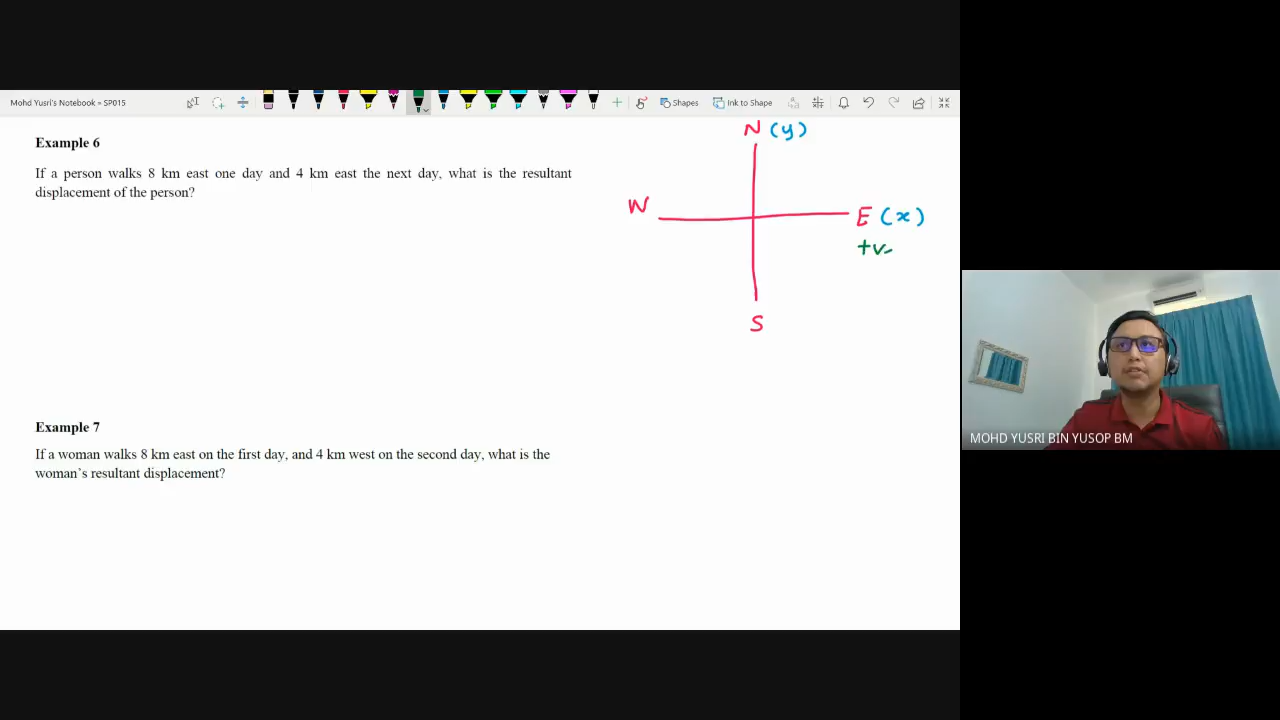 Mohd Yusri's Notebook » SP015
Shapes
Ink to Shape
Example 6
If a person walks 8 km east one day and 4 km east the next day, what is the resultant
displacement of the person?
N (y)
W
E (x)
+v
S
Example 7
If a woman walks 8 km east on the first day, and 4 km west on the second day, what is the
woman's resultant displacement?
MOHD YUSRI BIN YUSOP BM